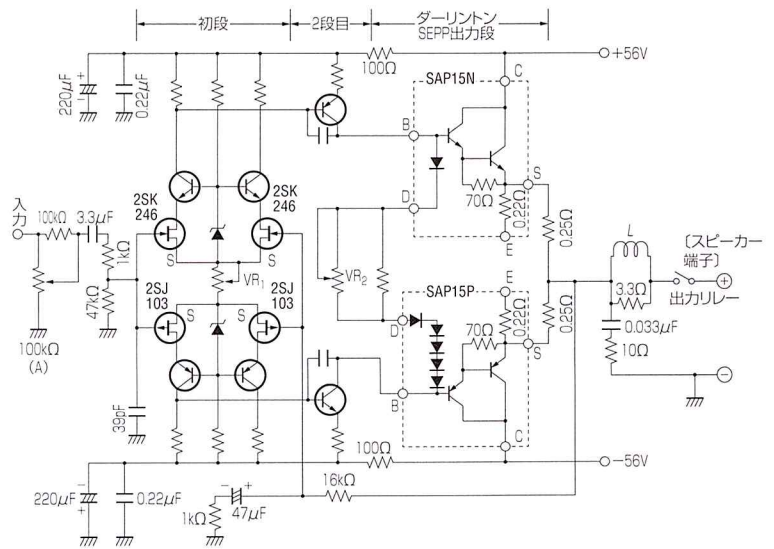 初段
2段目
ダーリントン
SEPP出力段
220μF
+
−
0.22μF
100Ω
+56V
SAP15N
C
B
D
70Ω
0.22Ω
S
E
2SK
246
2SK
246
S
S
入力
100kΩ
3.3μF
1kΩ
47kΩ
100kΩ
(A)
39pF
VR1
2SJ
103
2SJ
103
S
S
VR2
0.25Ω
0.25Ω
L
3.3Ω
〔スピーカー
端子〕
出力リレー
+
−
0.033μF
10Ω
SAP15P
E
0.22Ω
70Ω
D
S
B
C
100Ω
−56V
220μF
−
+
0.22μF
1kΩ
−
+
47μF
16kΩ